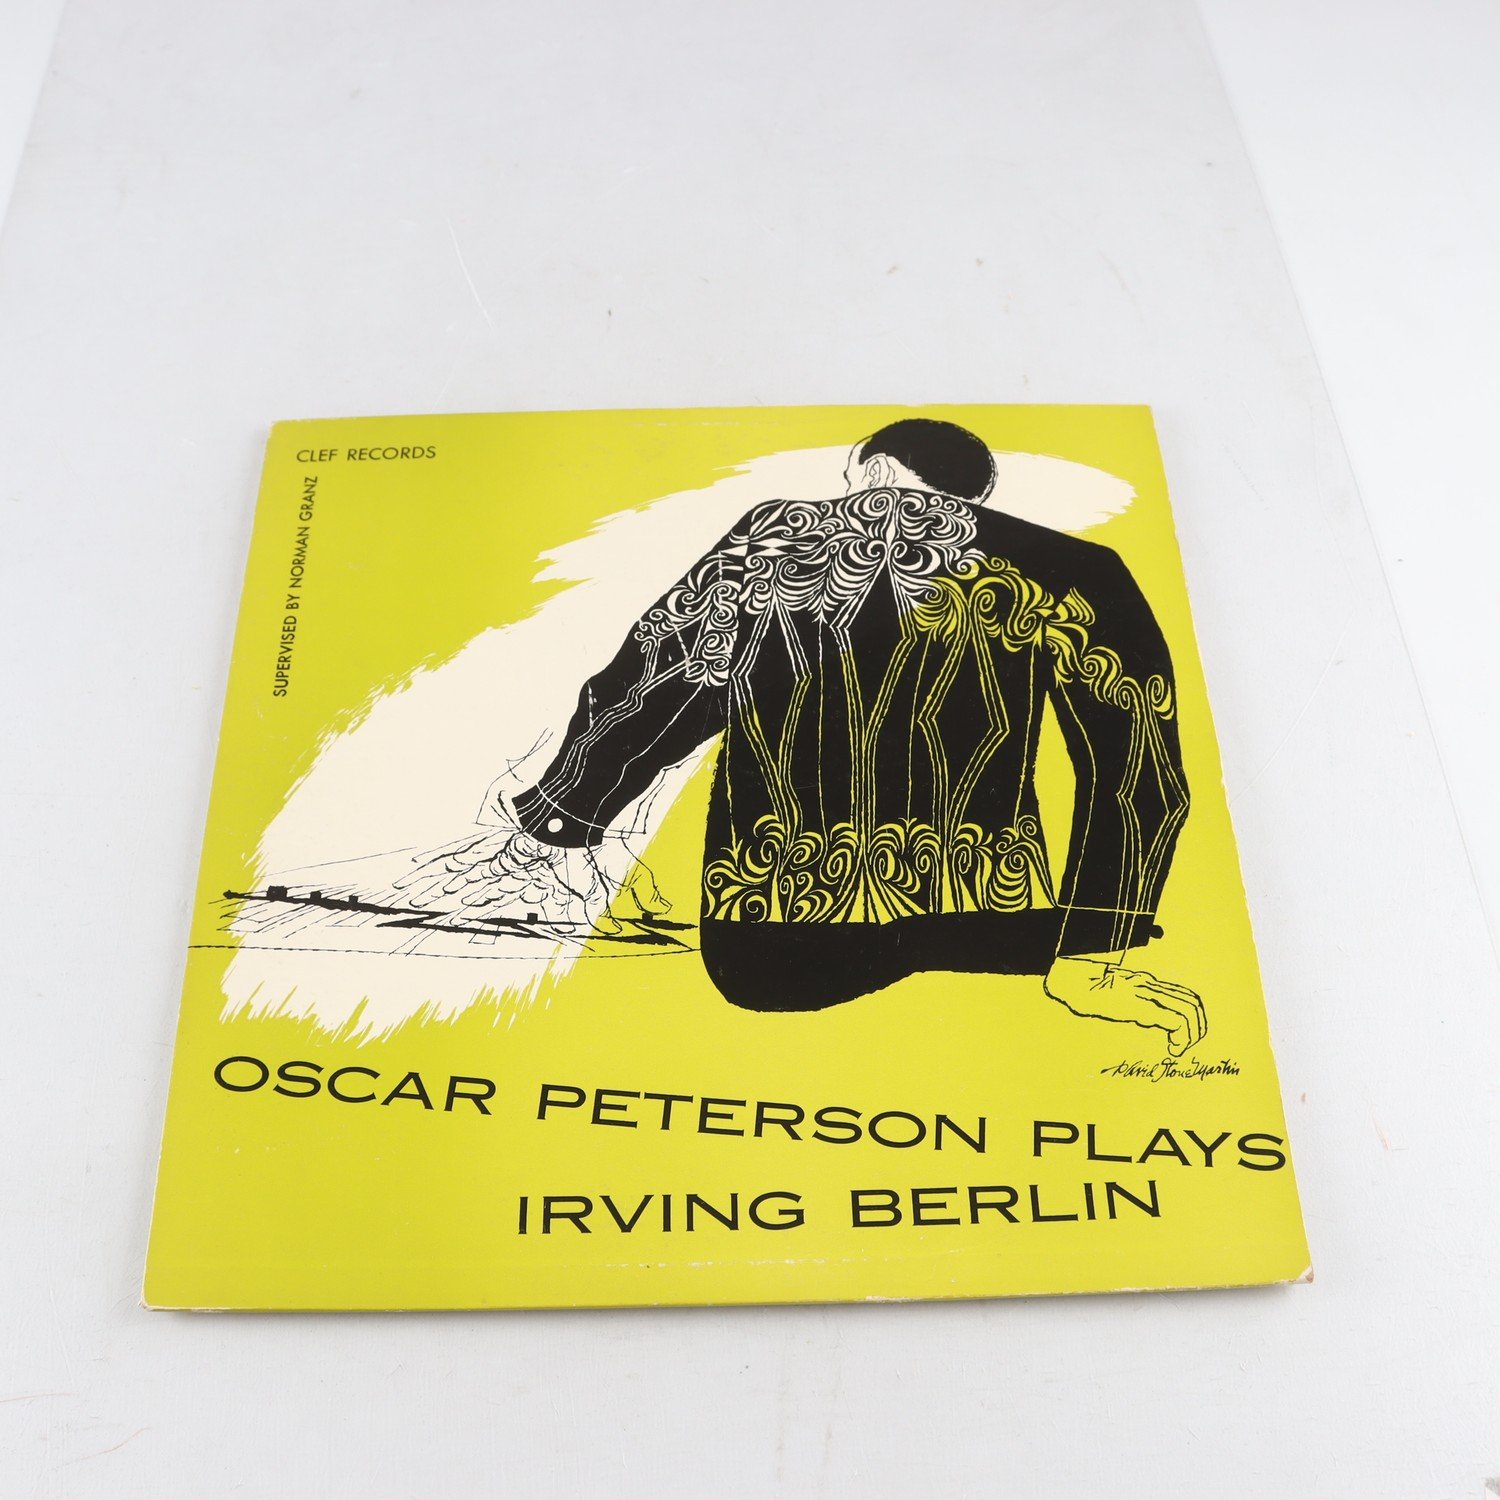 CLEF RECORDS
SUPERVISED BY NORMAN GRANZ
David Stone Martin
OSCAR PETERSON PLAYS
IRVING BERLIN